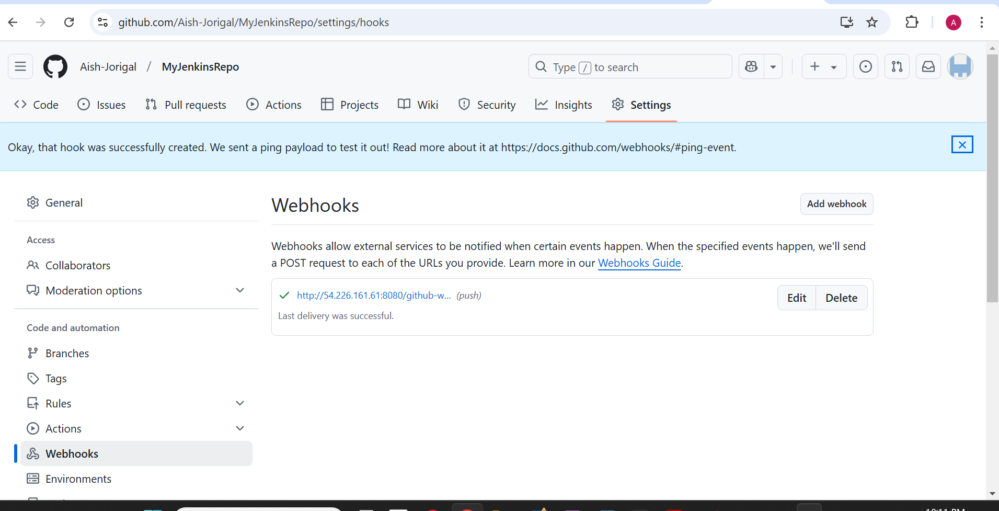 github.com/Aish-Jorigal/MyJenkinsRepo/settings/hooks
A
Aish-Jorigal / MyJenkinsRepo
Type / to search
Code
Issues
Pull requests
Actions
Projects
Wiki
Security
Insights
Settings
Okay, that hook was successfully created. We sent a ping payload to test it out! Read more about it at https://docs.github.com/webhooks/#ping-event.
General
Access
Collaborators
Moderation options
Code and automation
Branches
Tags
Rules
Actions
Webhooks
Environments
Webhooks
Add webhook
Webhooks allow external services to be notified when certain events happen. When the specified events happen, we'll send
a POST request to each of the URLs you provide. Learn more in our Webhooks Guide.
http://54.226.161.61:8080/github-w... (push)
Edit
Delete
Last delivery was successful.